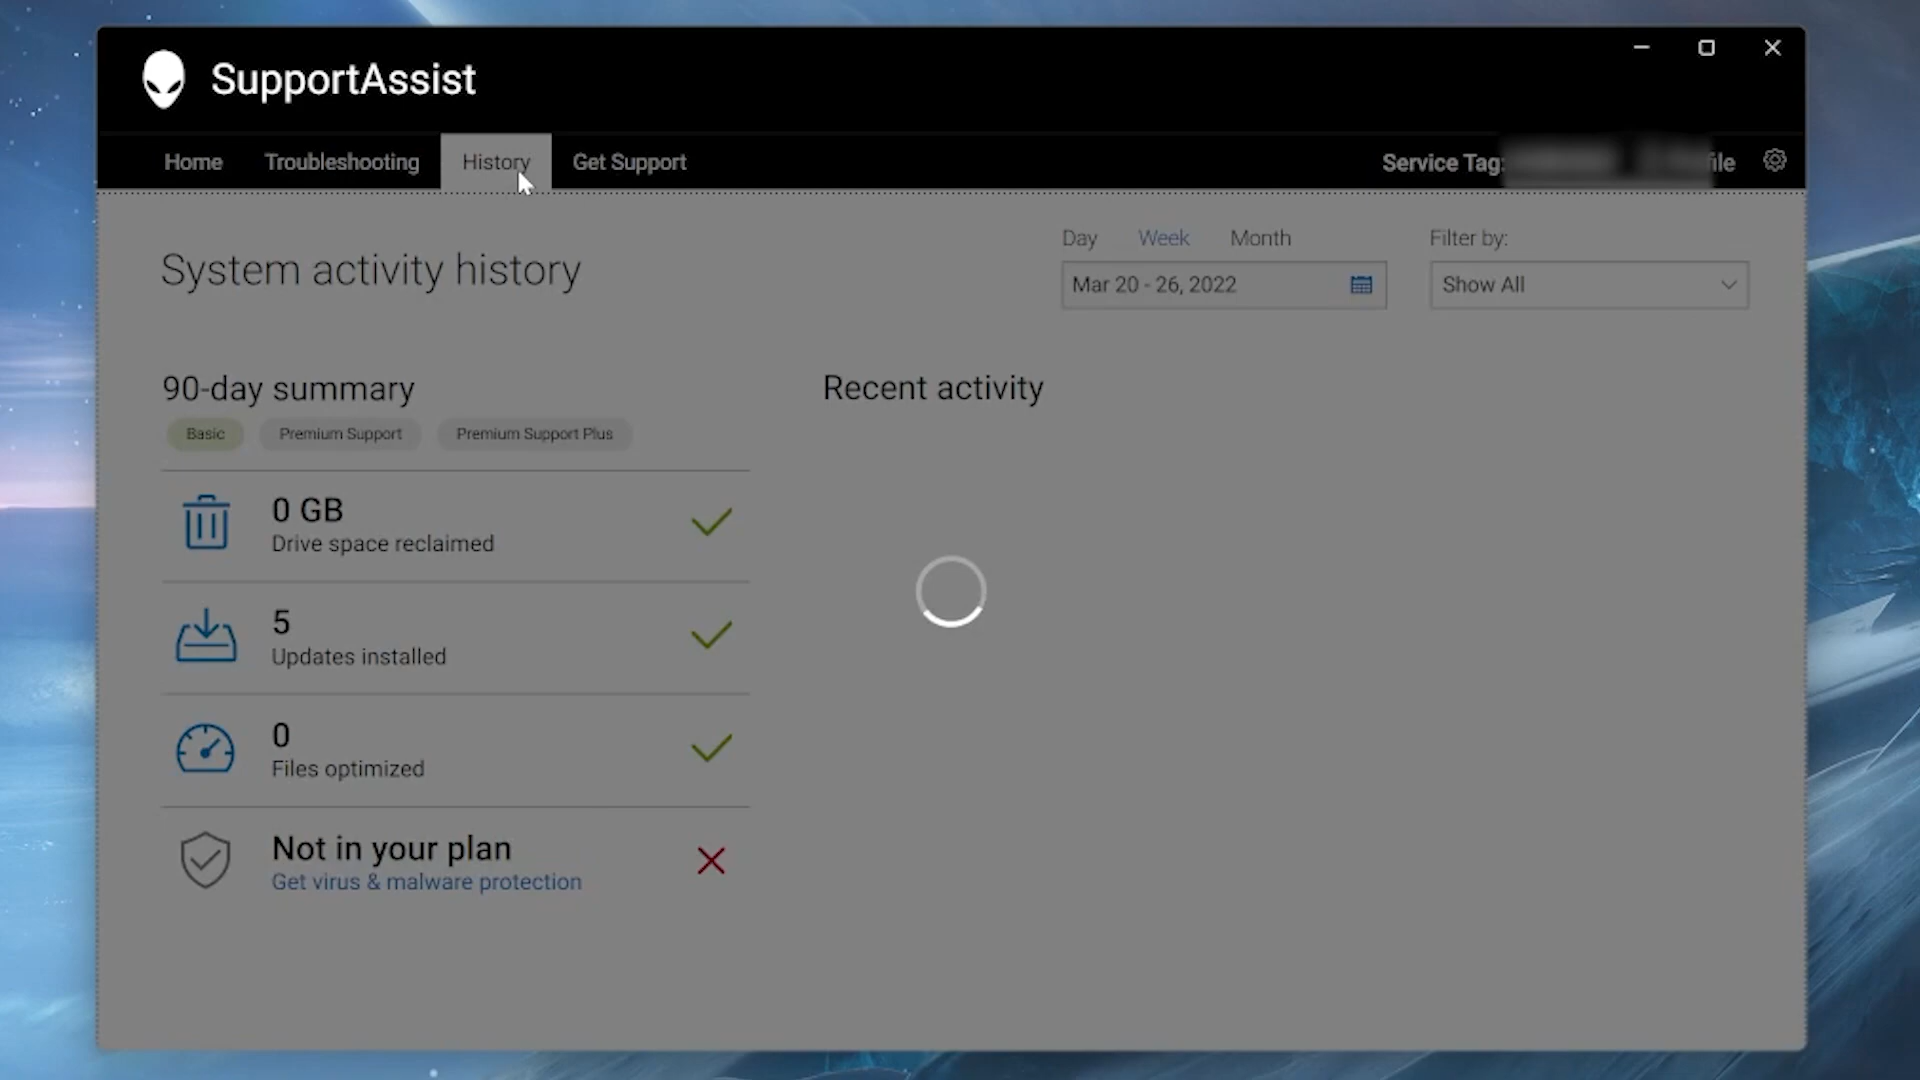 SupportAssist
Home Troubleshooting History Get Support Service Tag: ile
System activity history
Day Week Month Filter by:
Mar 20 - 26, 2022 Show All
90-day summary Recent activity
Basic Premium Support Premium Support Plus
0 GB
Drive space reclaimed
5
Updates installed
0
Files optimized
Not in your plan
Get virus & malware protection